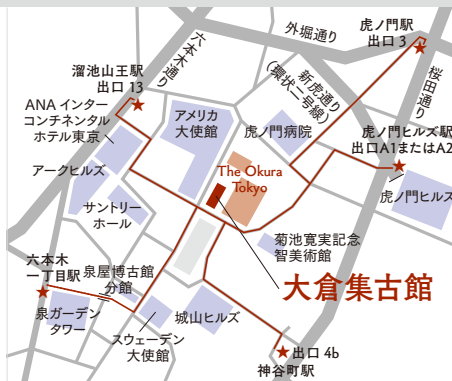 外堀通り
虎ノ門駅
出口 3
六本木通り
溜池山王駅
出口 13
新虎通り
（環状二号線）
桜田通り
ANA インター
コンチネンタル
ホテル東京
アメリカ
大使館
虎ノ門病院
虎ノ門ヒルズ駅
出口A1またはA2
アークヒルズ
The Okura
Tokyo
虎ノ門ヒルズ
サントリー
ホール
菊池寛実記念
智美術館
六本木
一丁目駅
泉屋博古館
分館
大倉集古館
泉ガーデン
タワー
城山ヒルズ
スウェーデン
大使館
出口 4b
神谷町駅